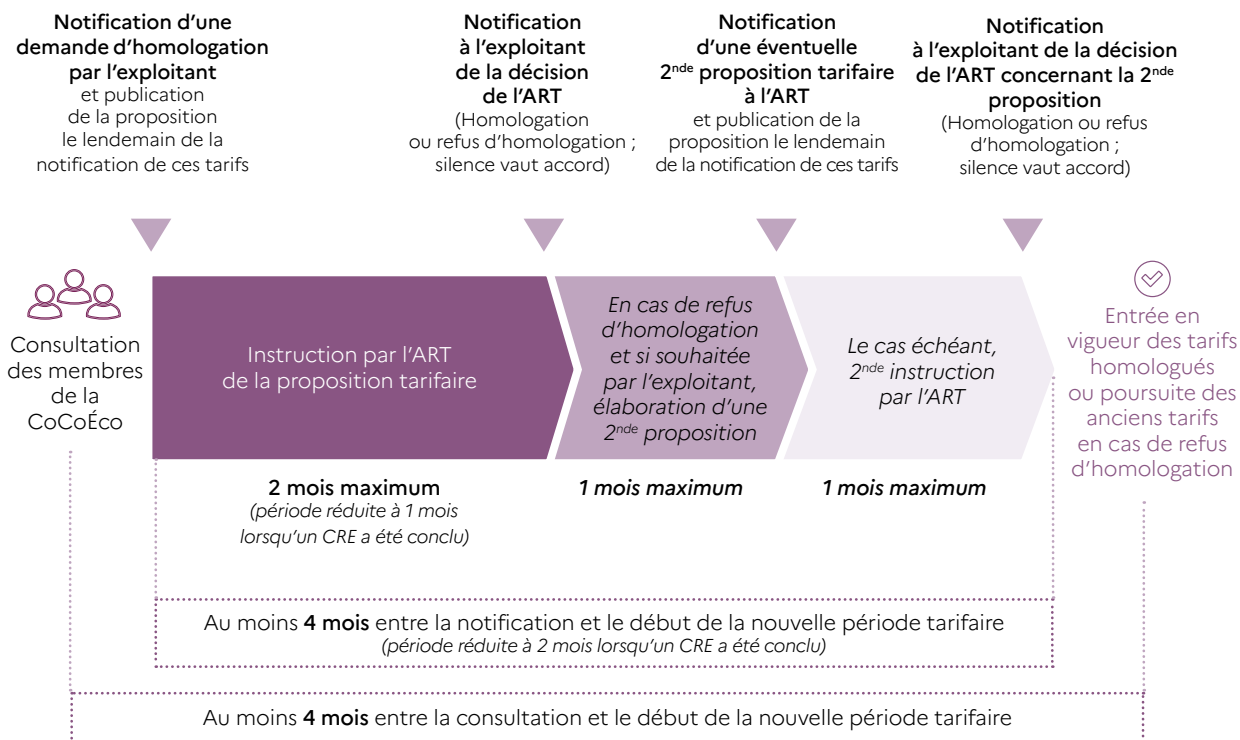 Notification d'une
demande d'homologation
par l'exploitant
et publication
de la proposition
le lendemain de la
notification de ces tarifs
Notification
à l'exploitant
de la décision
de l'ART
(Homologation
ou refus d'homologation ;
silence vaut accord)
Notification
d'une éventuelle
2nde proposition tarifaire
à l'ART
et publication de la
proposition le lendemain
de la notification de ces tarifs
Notification
à l'exploitant de la décision
de l'ART concernant la 2nde
proposition
(Homologation ou refus
d'homologation ;
silence vaut accord)
Consultation
des membres
de la
CoCoÉco
Instruction par l'ART
de la proposition tarifaire
En cas de refus
d'homologation
et si souhaitée
par l'exploitant,
élaboration d'une
2nde proposition
Le cas échéant,
2nde instruction
par l'ART
Entrée en
vigueur des tarifs
homologués
ou poursuite des
anciens tarifs
en cas de refus
d'homologation
2 mois maximum
(période réduite à 1 mois
lorsqu'un CRE a été conclu)
1 mois maximum
1 mois maximum
Au moins 4 mois entre la notification et le début de la nouvelle période tarifaire
(période réduite à 2 mois lorsqu'un CRE a été conclu)
Au moins 4 mois entre la consultation et le début de la nouvelle période tarifaire